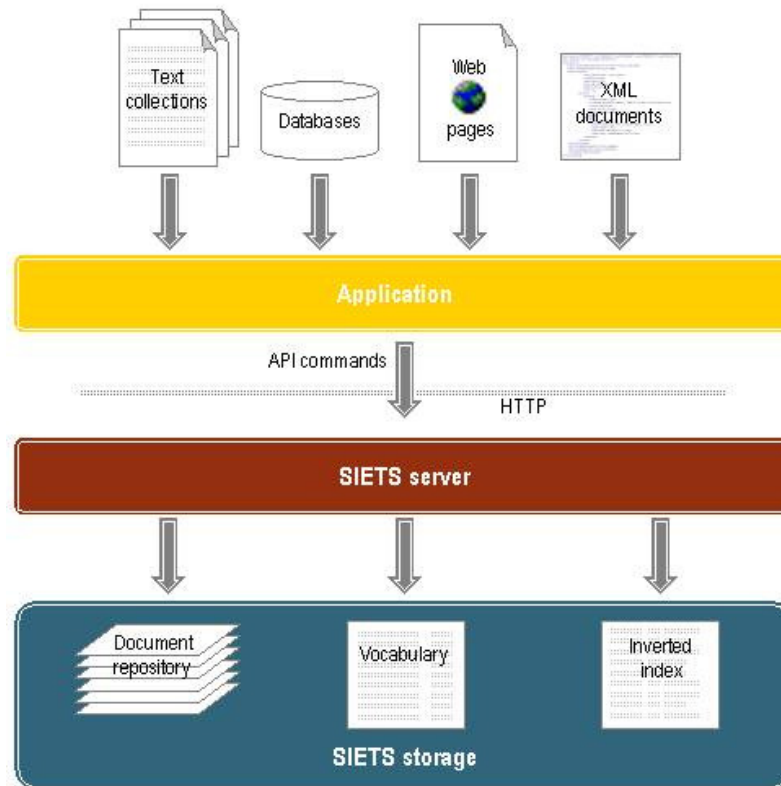 Text
collections
Databases
Web
pages
XML
documents
Application
API commands
HTTP
SIETS server
Document
repository
Vocabulary
Inverted
index
SIETS storage